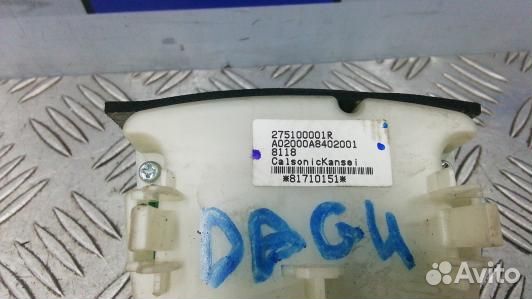 275100001R
A02000A8402001
8118
CalsonicKansei
*81710151*
DAGU
Avito